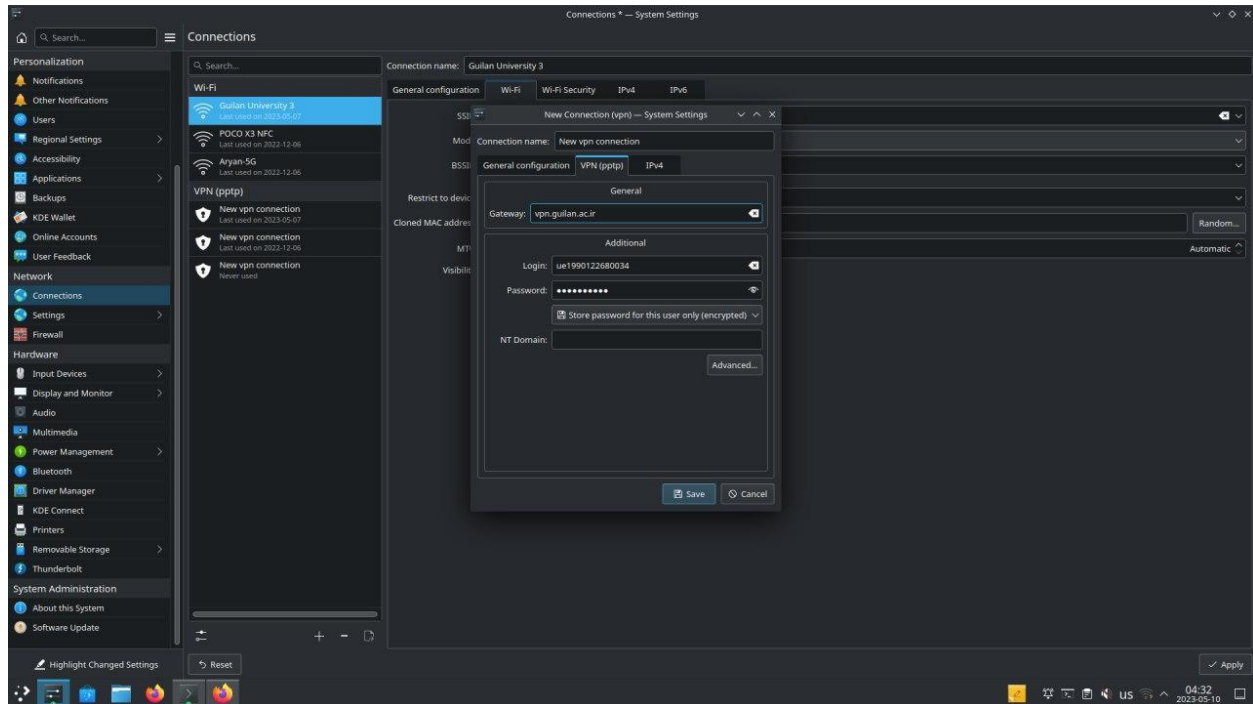 Connections * — System Settings
Search...
Connections
Personalization
Notifications
Other Notifications
Users
Regional Settings
Accessibility
Applications
Backups
KDE Wallet
Online Accounts
User Feedback
Network
Connections
Settings
Firewall
Hardware
Input Devices
Display and Monitor
Audio
Multimedia
Power Management
Bluetooth
Driver Manager
KDE Connect
Printers
Removable Storage
Thunderbolt
System Administration
About this System
Software Update
Highlight Changed Settings
Search...
Wi-Fi
Guilan University 3
Last used on 2023-05-07
POCO X3 NFC
Last used on 2022-12-06
Aryan-5G
Last used on 2022-12-06
VPN (pptp)
New vpn connection
Last used on 2023-05-07
New vpn connection
Last used on 2022-12-06
New vpn connection
Never used
Reset
Connection name: Guilan University 3
General configuration Wi-Fi Wi-Fi Security IPv4 IPv6
SSI
Mod
BSSI
Restrict to devic
Cloned MAC addres
Random...
MT
Automatic
Visibilit
New Connection (vpn) — System Settings
Connection name: New vpn connection
General configuration VPN (pptp) IPv4
General
Gateway: vpn.guilan.ac.ir
Additional
Login: ue1990122680034
Password: ●●●●●●●●●●
Store password for this user only (encrypted)
NT Domain:
Advanced...
Save Cancel
Apply
us 04:32
2023-05-10